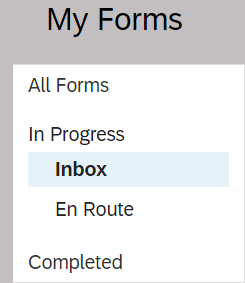 My Forms
All Forms
In Progress
Inbox
En Route
Completed